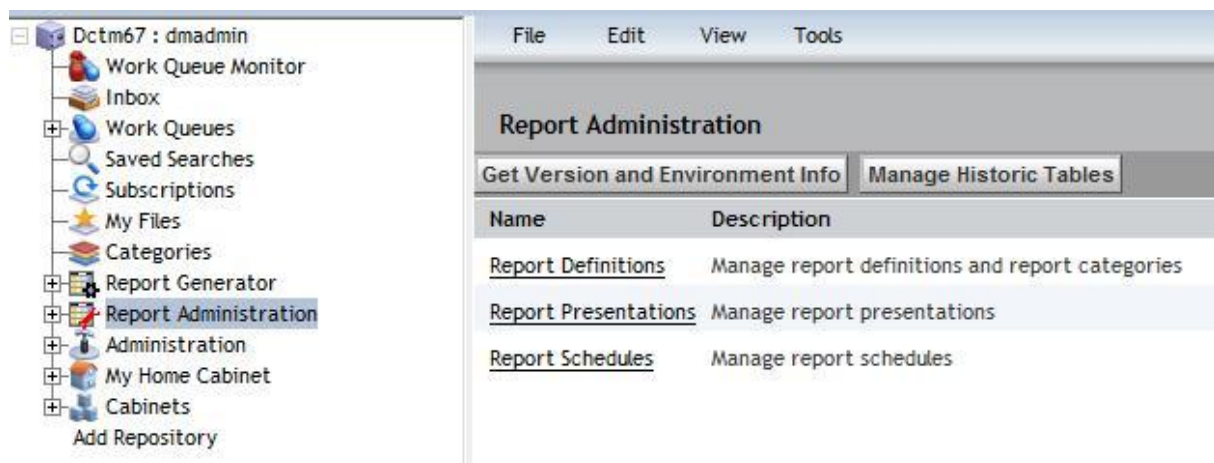 Dctm67 : dmadmin
Work Queue Monitor
Inbox
Work Queues
Saved Searches
Subscriptions
My Files
Categories
Report Generator
Report Administration
Administration
My Home Cabinet
Cabinets
Add Repository
File Edit View Tools
Report Administration
Get Version and Environment Info Manage Historic Tables
Name Description
Report Definitions Manage report definitions and report categories
Report Presentations Manage report presentations
Report Schedules Manage report schedules